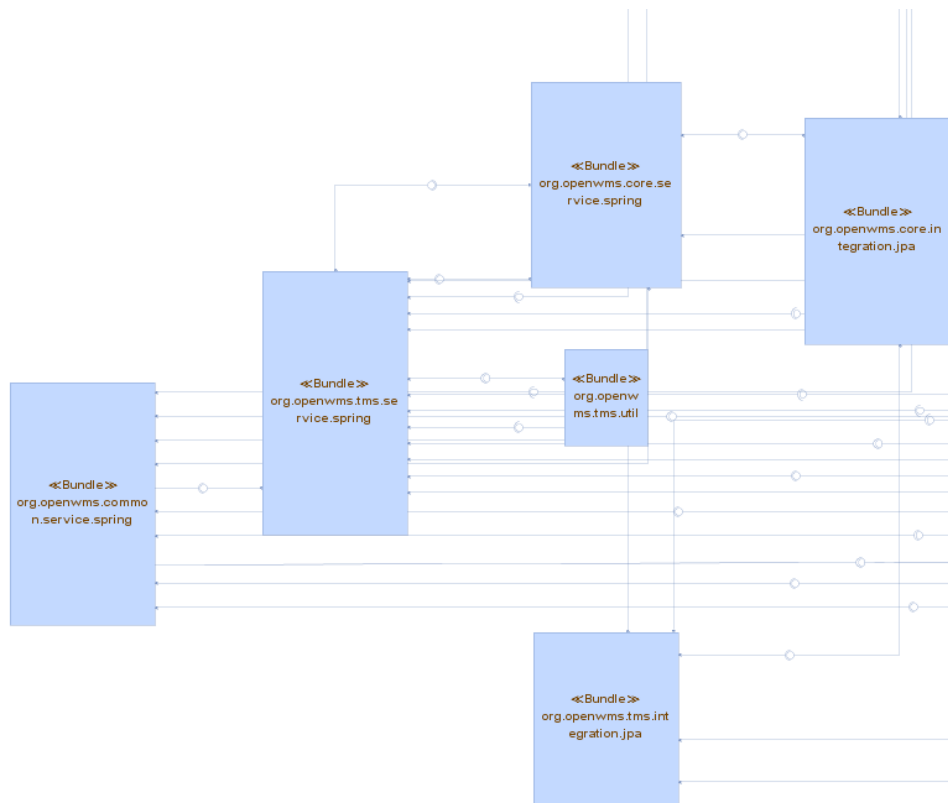 ≪Bundle≫
org.openwms.core.se
rvice.spring
≪Bundle≫
org.openwms.core.in
tegration.jpa
≪Bundle≫
org.openwms.tms.se
rvice.spring
≪Bundle≫
org.openw
ms.tms.util
≪Bundle≫
org.openwms.commo
n.service.spring
≪Bundle≫
org.openwms.tms.int
egration.jpa